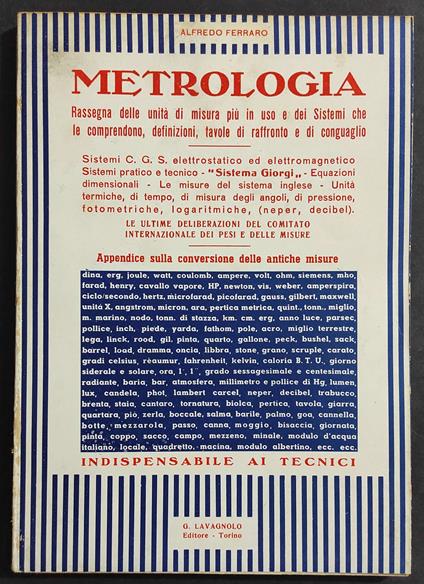 ALFREDO FERRARO
METROLOGIA
Rassegna delle unità di misura più in uso e dei Sistemi che
le comprendono, definizioni, tavole di raffronto e di conguaglio
Sistemi C. G. S. elettrostatico ed elettromagnetico
Sistemi pratico e tecnico - "Sistema Giorgi„ - Equazioni
dimensionali - Le misure del sistema inglese - Unità
termiche, di tempo, di misura degli angoli, di pressione,
fotometriche, logaritmiche, (neper, decibel).
LE ULTIME DELIBERAZIONI DEL COMITATO
INTERNAZIONALE DEI PESI E DELLE MISURE
Appendice sulla conversione delle antiche misure
dina, erg, joule, watt, coulomb, ampere, volt, ohm, siemens, mho,
farad, henry, cavallo vapore, HP, newton, vis, weber, amperspira,
ciclo/secondo, hertz, microfarad, picofarad, gauss, gilbert, maxwell,
unità X, angstrom, micron, ara, pertica metrica, quint., tonn., miglio,
m. marino, nodo, tonn. di stazza, km. cm. erg, anno luce, parsec,
pollice, inch, piede, yarda, fathom, pole, acro, miglio terrestre,
lega, linck, rood, gil, pinta, quarto, gallone, peck, bushel, sack,
barrel, load, dramma, oncia, libbra, stone, grano, scruple, carato,
gradi celsius, rèaumur, fahrenheit, kelvin, caloria B.T.U., giorno
siderale e solare, ora, 1', 1'', grado sessagesimale e centesimale,
radiante, baria, bar, atmosfera, millimetro e pollice di Hg, lumen,
lux, candela, phot, lambert carcel, neper, decibel, trabucco,
brenta, staia, cantaro, tornatura, biolca, pertica, tavola, giarra,
quartara, piò, zerla, boccale, salma, barile, palmo, goa, cannella,
botte, mezzarola, passo, canna, moggio, bisaccia, giornata,
pinta, coppo, sacco, campo, mezzeno, minale, modulo d'acqua
italiano, locale, quadretto, macina, modulo albertino, ecc. ecc.
INDISPENSABILE AI TECNICI
G. LAVAGNOLO
Editore - Torino